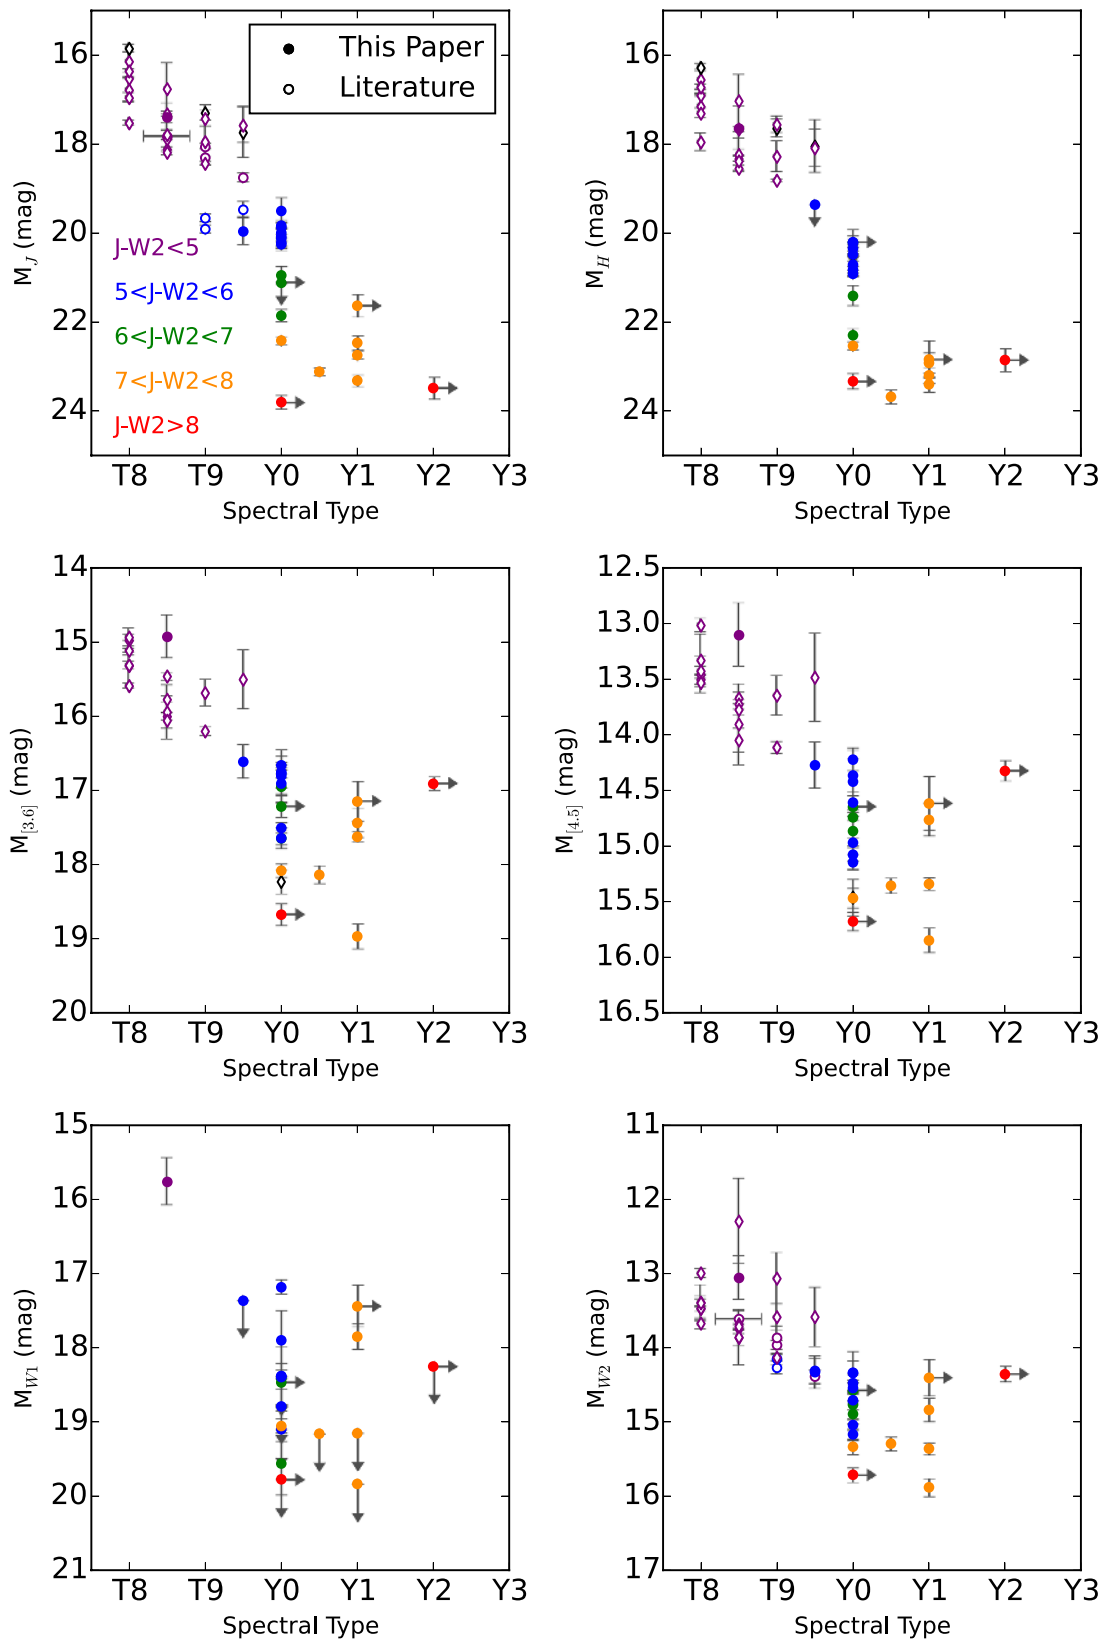 16
18
20
22
24
M_J (mag)
This Paper
Literature
J-W2<5
5<J-W2<6
6<J-W2<7
7<J-W2<8
J-W2>8
T8 T9 Y0 Y1 Y2 Y3
Spectral Type
16
18
20
22
24
M_H (mag)
T8 T9 Y0 Y1 Y2 Y3
Spectral Type
14
15
16
17
18
19
20
M_[3.6] (mag)
T8 T9 Y0 Y1 Y2 Y3
Spectral Type
12.5
13.0
13.5
14.0
14.5
15.0
15.5
16.0
16.5
M_[4.5] (mag)
T8 T9 Y0 Y1 Y2 Y3
Spectral Type
15
16
17
18
19
20
21
M_W1 (mag)
T8 T9 Y0 Y1 Y2 Y3
Spectral Type
11
12
13
14
15
16
17
M_W2 (mag)
T8 T9 Y0 Y1 Y2 Y3
Spectral Type